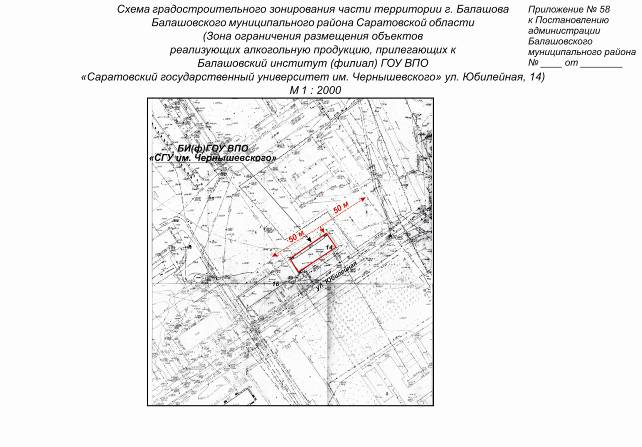 Схема градостроительного зонирования части территории г. Балашова
Балашовского муниципального района Саратовской области
(Зона ограничения размещения объектов
реализующих алкогольную продукцию, прилегающих к
Балашовский институт (филиал) ГОУ ВПО
«Саратовский государственный университет им. Чернышевского» ул. Юбилейная, 14)
М 1 : 2000
Приложение № 58
к Постановлению
администрации
Балашовского
муниципального района
№ ____ от ________
БИ(ф)ГОУ ВПО
«СГУ им. Чернышевского»
50 м
50 м
14
ул. Юбилейная
16